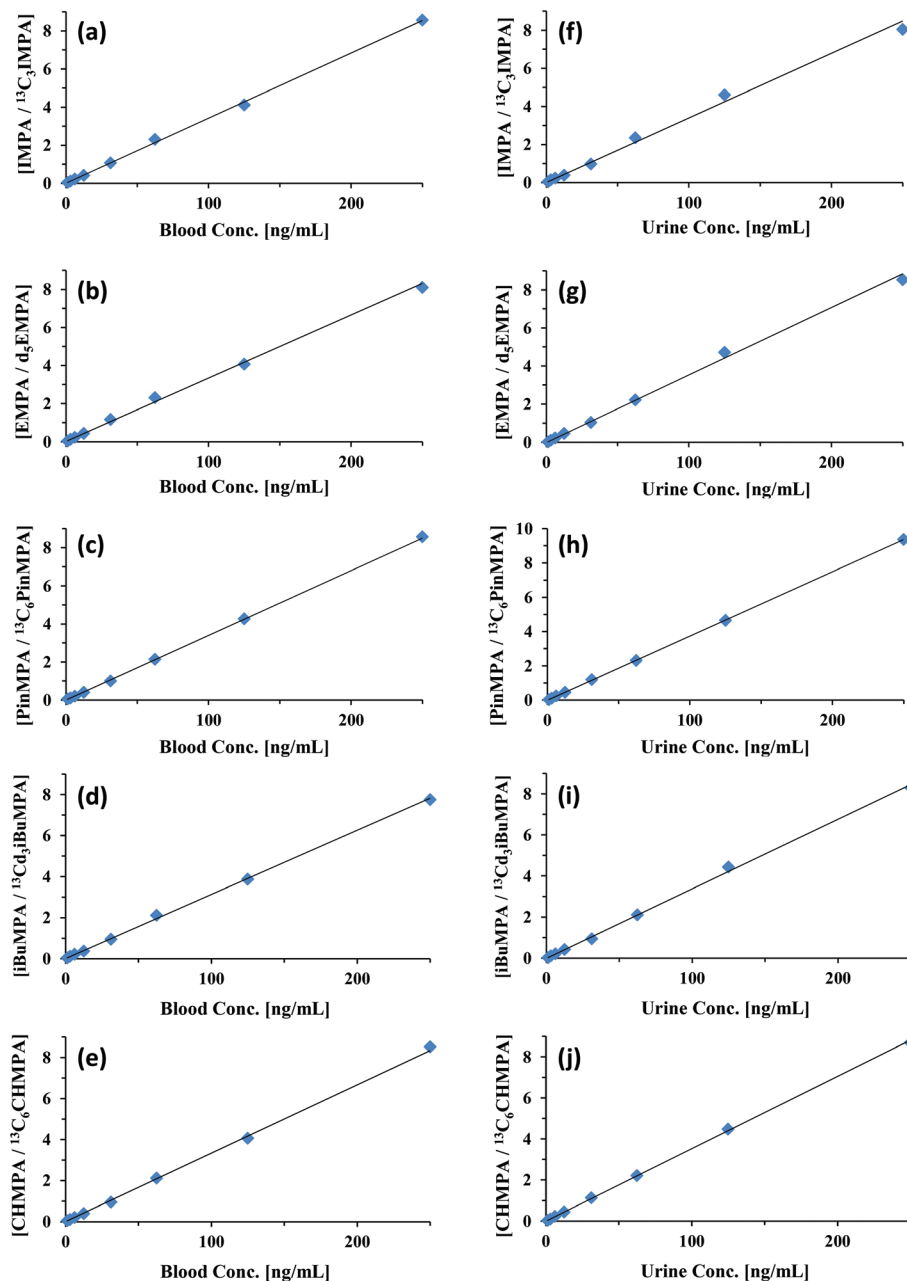 (a)
[IMPA / ¹³C₃IMPA]
8
6
4
2
0
0 100 200
Blood Conc. [ng/mL]
(f)
[IMPA / ¹³C₃IMPA]
8
6
4
2
0
0 100 200
Urine Conc. [ng/mL]
(b)
[EMPA / d₅EMPA]
8
6
4
2
0
0 100 200
Blood Conc. [ng/mL]
(g)
[EMPA / d₅EMPA]
8
6
4
2
0
0 100 200
Urine Conc. [ng/mL]
(c)
[PinMPA / ¹³C₆PinMPA]
8
6
4
2
0
0 100 200
Blood Conc. [ng/mL]
(h)
[PinMPA / ¹³C₆PinMPA]
10
8
6
4
2
0
0 100 200
Urine Conc. [ng/mL]
(d)
[iBuMPA / ¹³Cd₃iBuMPA]
8
6
4
2
0
0 100 200
Blood Conc. [ng/mL]
(i)
[iBuMPA / ¹³Cd₃iBuMPA]
8
6
4
2
0
0 100 200
Urine Conc. [ng/mL]
(e)
[CHMPA / ¹³C₆CHMPA]
8
6
4
2
0
0 100 200
Blood Conc. [ng/mL]
(j)
[CHMPA / ¹³C₆CHMPA]
8
6
4
2
0
0 100 200
Urine Conc. [ng/mL]